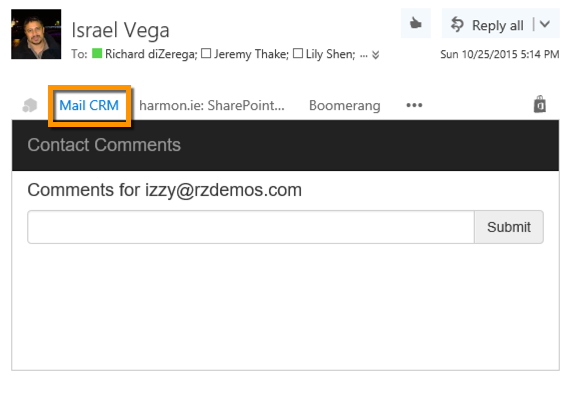 Israel Vega
Reply all
To: Richard diZerega; Jeremy Thake; Lily Shen; ...
Sun 10/25/2015 5:14 PM
Mail CRM harmon.ie: SharePoint... Boomerang •••
Contact Comments
Comments for izzy@rzdemos.com
Submit